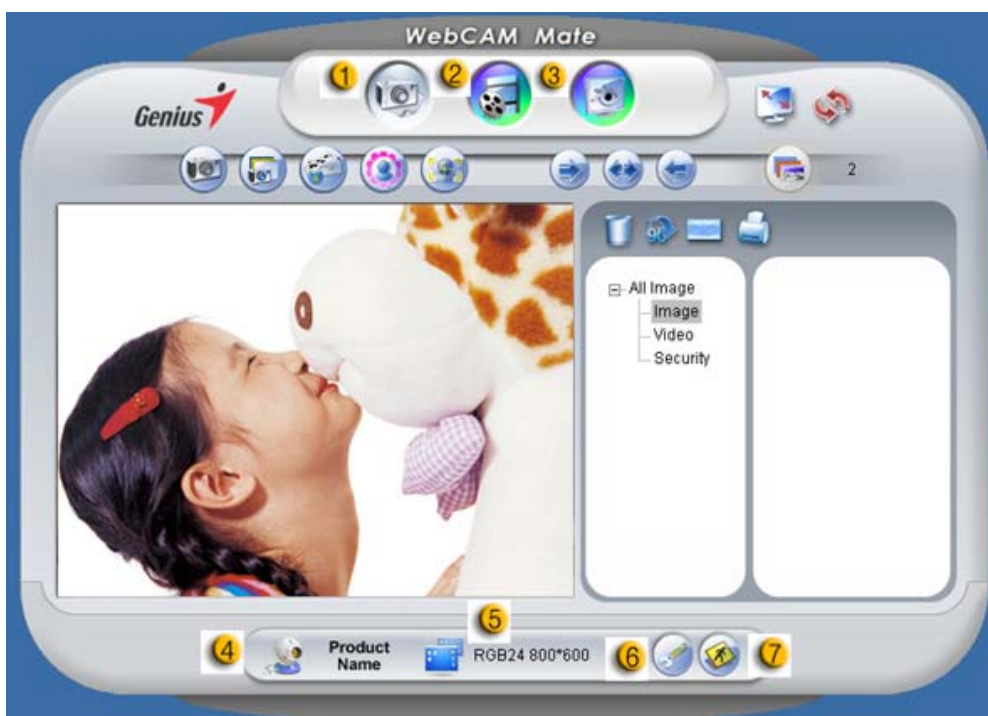 WebCAM Mate
1
2
3
Genius
2
90
All Image
Image
Video
Security
4
Product
Name
5
RGB24 800*600
6
7